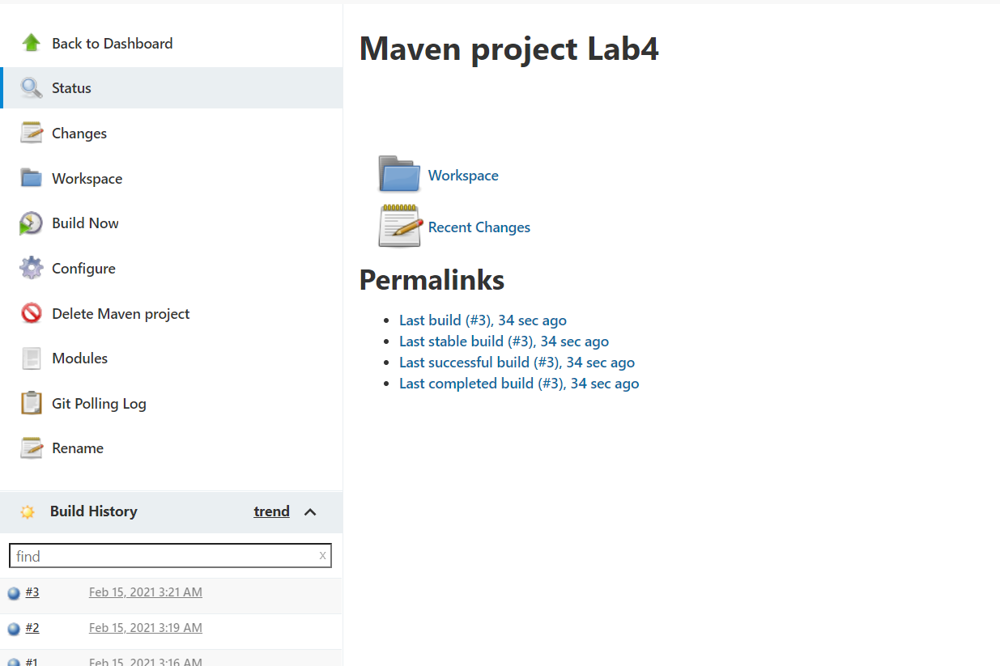 Back to Dashboard
Status
Changes
Workspace
Build Now
Configure
Delete Maven project
Modules
Git Polling Log
Rename
Build History trend
find x
#3 Feb 15, 2021 3:21 AM
#2 Feb 15, 2021 3:19 AM
#1 Feb 15, 2021 3:16 AM
Maven project Lab4
Workspace
Recent Changes
Permalinks
Last build (#3), 34 sec ago
Last stable build (#3), 34 sec ago
Last successful build (#3), 34 sec ago
Last completed build (#3), 34 sec ago